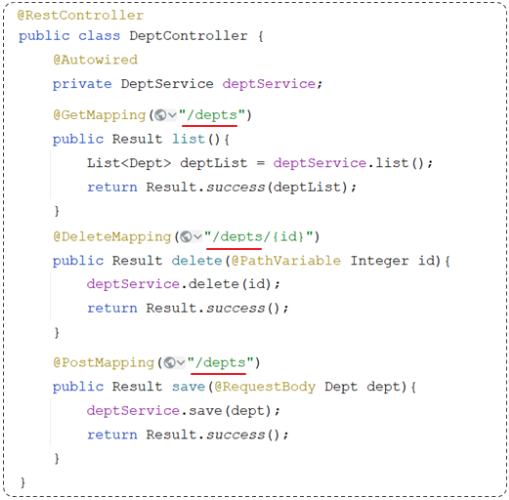 @RestController
public class DeptController {
    @Autowired
    private DeptService deptService;
    @GetMapping("/depts")
    public Result list(){
        List<Dept> deptList = deptService.list();
        return Result.success(deptList);
    }
    @DeleteMapping("/depts/{id}")
    public Result delete(@PathVariable Integer id){
        deptService.delete(id);
        return Result.success();
    }
    @PostMapping("/depts")
    public Result save(@RequestBody Dept dept){
        deptService.save(dept);
        return Result.success();
    }
}